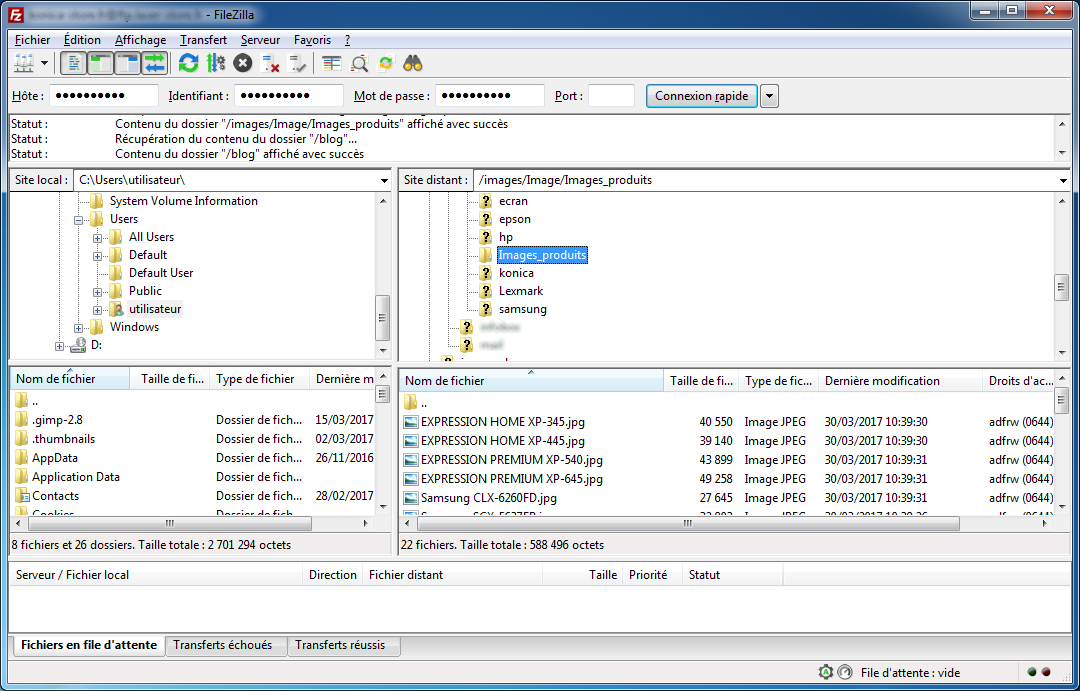 - FileZilla
Fichier Édition Affichage Transfert Serveur Favoris ?
Hôte : ●●●●●●●●●● Identifiant : ●●●●●●●●●● Mot de passe : ●●●●●●●●●● Port : Connexion rapide
Statut : Contenu du dossier "/images/Image/Images_produits" affiché avec succès
Statut : Récupération du contenu du dossier "/blog"...
Statut : Contenu du dossier "/blog" affiché avec succès
Site local : C:\Users\utilisateur\
System Volume Information
Users
All Users
Default
Default User
Public
utilisateur
Windows
D:
Site distant : /images/Image/Images_produits
ecran
epson
hp
Images_produits
konica
Lexmark
samsung
Nom de fichier Taille de fi... Type de fichier Dernière m
..
.gimp-2.8 Dossier de fich... 15/03/2017
.thumbnails Dossier de fich... 02/03/2017
AppData Dossier de fich... 26/11/2016
Application Data Dossier de fich...
Contacts Dossier de fich... 28/02/2017
Cookies Dossier de fich...
8 fichiers et 26 dossiers. Taille totale : 2 701 294 octets
Nom de fichier Taille de fi... Type de fic... Dernière modification Droits d'ac...
..
EXPRESSION HOME XP-345.jpg 40 550 Image JPEG 30/03/2017 10:39:30 adfrw (0644)
EXPRESSION HOME XP-445.jpg 39 140 Image JPEG 30/03/2017 10:39:30 adfrw (0644)
EXPRESSION PREMIUM XP-540.jpg 43 899 Image JPEG 30/03/2017 10:39:31 adfrw (0644)
EXPRESSION PREMIUM XP-645.jpg 49 258 Image JPEG 30/03/2017 10:39:31 adfrw (0644)
Samsung CLX-6260FD.jpg 27 645 Image JPEG 30/03/2017 10:39:31 adfrw (0644)
22 fichiers. Taille totale : 588 496 octets
Serveur / Fichier local Direction Fichier distant Taille Priorité Statut
Fichiers en file d'attente Transferts échoués Transferts réussis
File d'attente : vide